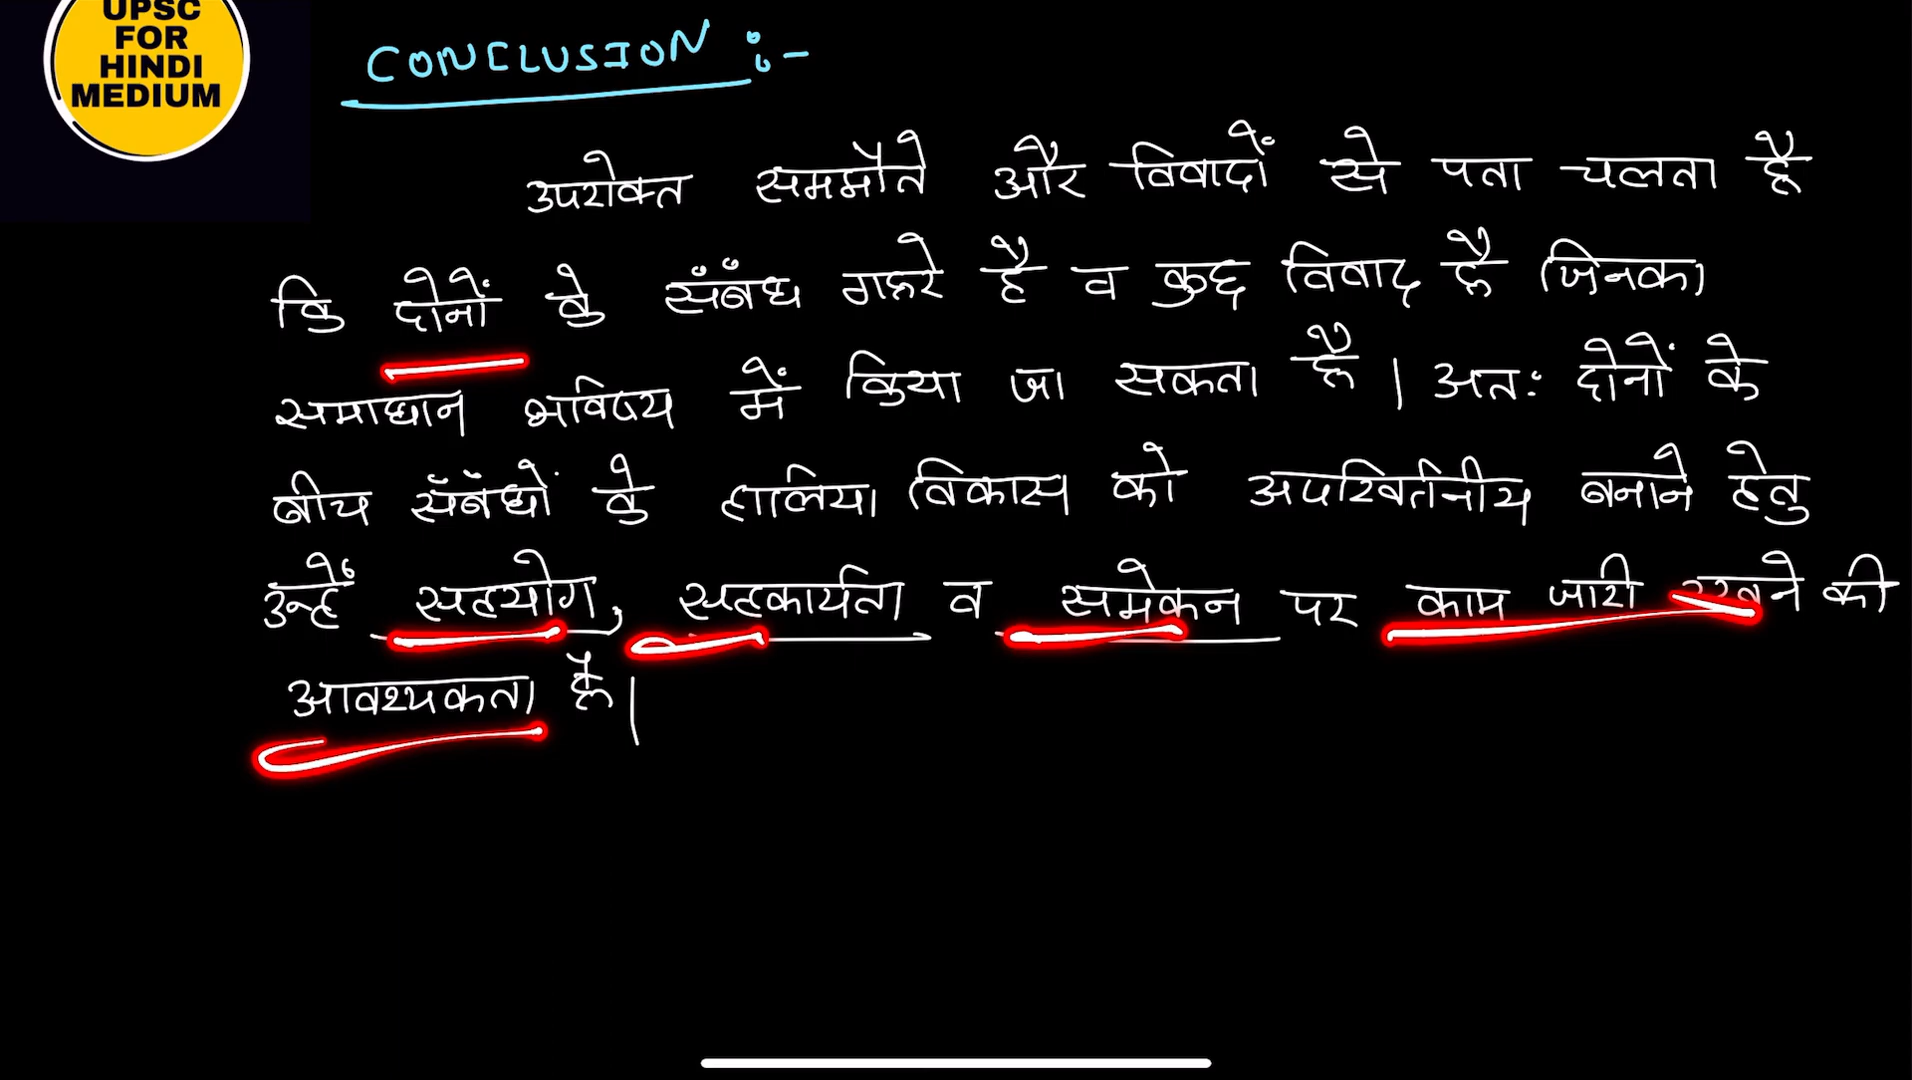 UPSC
FOR
HINDI
MEDIUM
CONCLUSION :-
उपरोक्त समझौते और विवादों से पता चलता है
कि दोनों के संबंध गहरे है व कुछ विवाद है जिनका
समाधान भविष्य में किया जा सकता है। अतः दोनों के
बीच संबंधों के हालिया विकास को अपरिवर्तनीय बनाने हेतु
उन्हें सहयोग, सहकार्यता व समेकन पर काम जारी रखने की
आवश्यकता है।